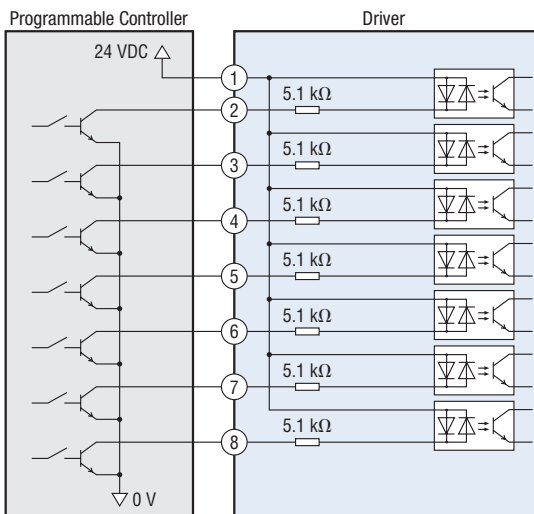 Programmable Controller
Driver
24 VDC
1
5.1 kΩ
2
5.1 kΩ
3
5.1 kΩ
4
5.1 kΩ
5
5.1 kΩ
6
5.1 kΩ
7
5.1 kΩ
8
0 V